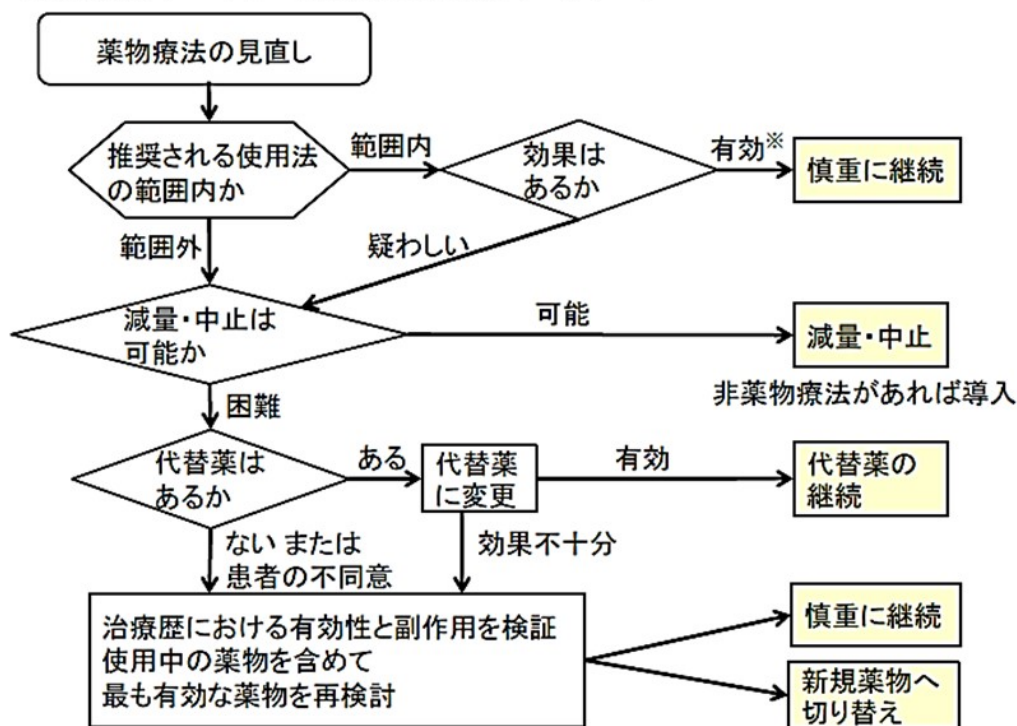 薬物療法の見直し
推奨される使用法
の範囲内か
範囲内
効果は
あるか
有効※
慎重に継続
範囲外
疑わしい
減量・中止は
可能か
可能
減量・中止
非薬物療法があれば導入
困難
代替薬は
あるか
ある
代替薬
に変更
有効
代替薬の
継続
ない または
患者の不同意
効果不十分
治療歴における有効性と副作用を検証
使用中の薬物を含めて
最も有効な薬物を再検討
慎重に継続
新規薬物へ
切り替え